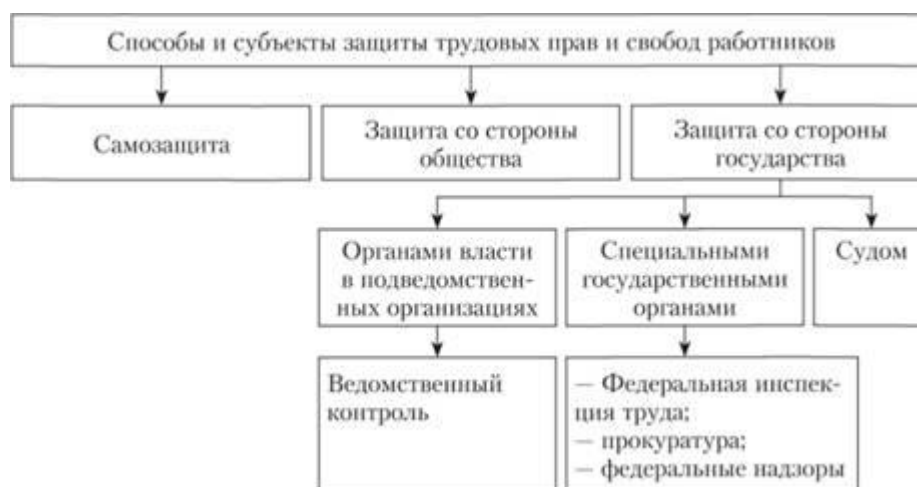 Способы и субъекты защиты трудовых прав и свобод работников
Самозащита
Защита со стороны
общества
Защита со стороны
государства
Органами власти
в подведомствен-
ных организациях
Специальными
государственными
органами
Судом
Ведомственный
контроль
— Федеральная инспек-
ция труда;
— прокуратура;
— федеральные надзоры